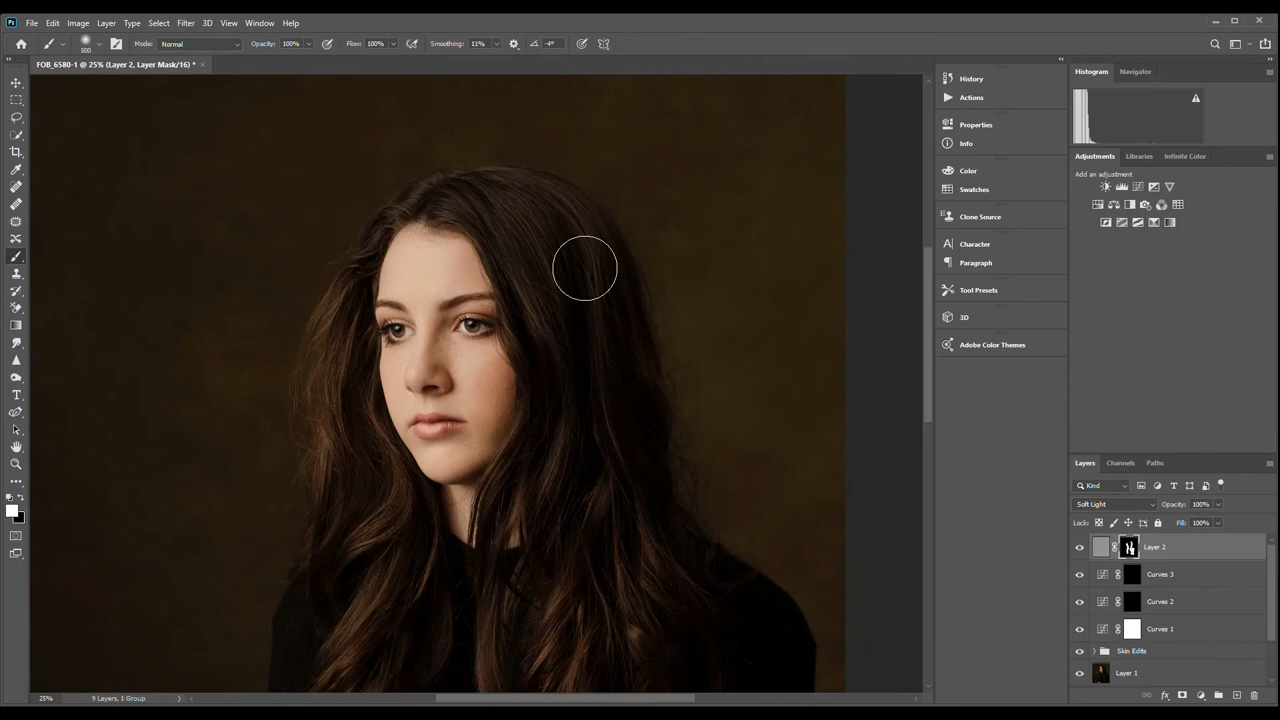 Ps File Edit Image Layer Type Select Filter 3D View Window Help
500 Mode: Normal Opacity: 100% Flow: 100% Smoothing: 11% -4°
FOB_6580-1 @ 25% (Layer 2, Layer Mask/16) *
History
Actions
Properties
Info
Color
Swatches
Clone Source
Character
Paragraph
Tool Presets
3D
Adobe Color Themes
Histogram Navigator
Adjustments Libraries Infinite Color
Add an adjustment
Layers Channels Paths
Kind
Soft Light Opacity: 100%
Lock: Fill: 100%
Layer 2
Curves 3
Curves 2
Curves 1
Skin Edits
Layer 1
25% 9 Layers, 1 Group